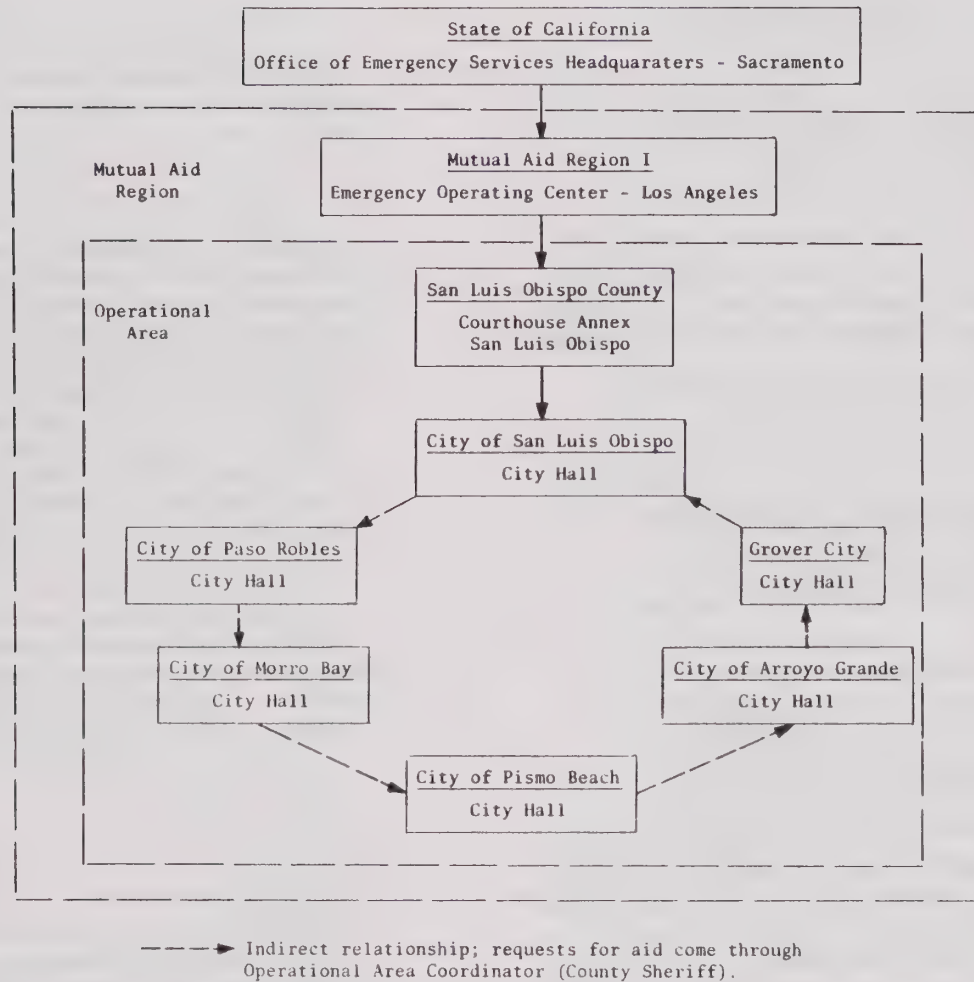 State of California
Office of Emergency Services Headquaraters - Sacramento
Mutual Aid
Region
Mutual Aid Region I
Emergency Operating Center - Los Angeles
Operational
Area
San Luis Obispo County
Courthouse Annex
San Luis Obispo
City of San Luis Obispo
City Hall
City of Paso Robles
City Hall
Grover City
City Hall
City of Morro Bay
City Hall
City of Arroyo Grande
City Hall
City of Pismo Beach
City Hall
Indirect relationship; requests for aid come through
Operational Area Coordinator (County Sheriff).